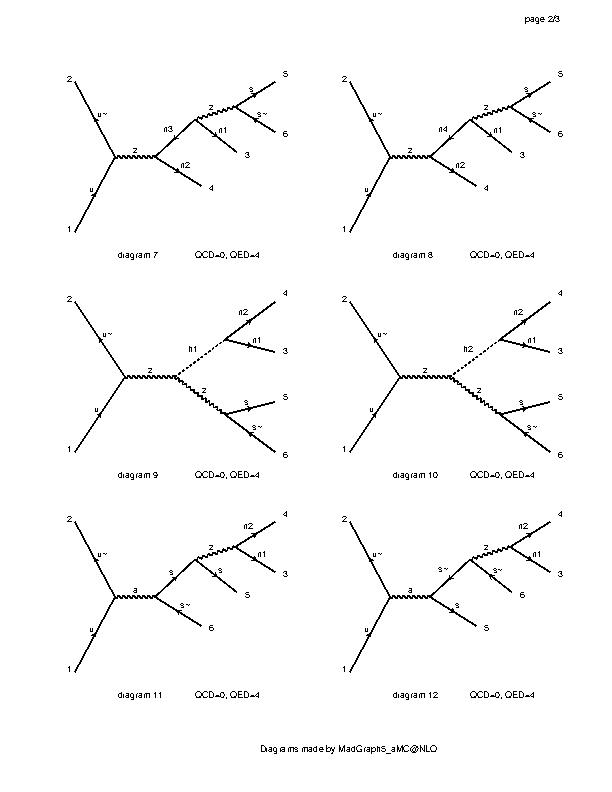 page 2/3
2 5
u~ s
z s~
n3 n1 6
z 3
u n2
4
1
diagram 7 QCD=0, QED=4
2 5
u~ s
z s~
n4 n1 6
z 3
u n2
4
1
diagram 8 QCD=0, QED=4
2 4
u~ n2
h1 n1
3
z
z
u s 5
s~
1 6
diagram 9 QCD=0, QED=4
2 4
u~ n2
h2 n1
3
z
z
u s 5
s~
1 6
diagram 10 QCD=0, QED=4
2 4
u~ n2
z n1
s s 3
a 5
u s~
6
1
diagram 11 QCD=0, QED=4
2 4
u~ n2
z n1
s~ s~ 3
a 6
u s
5
1
diagram 12 QCD=0, QED=4
Diagrams made by MadGraph5_aMC@NLO